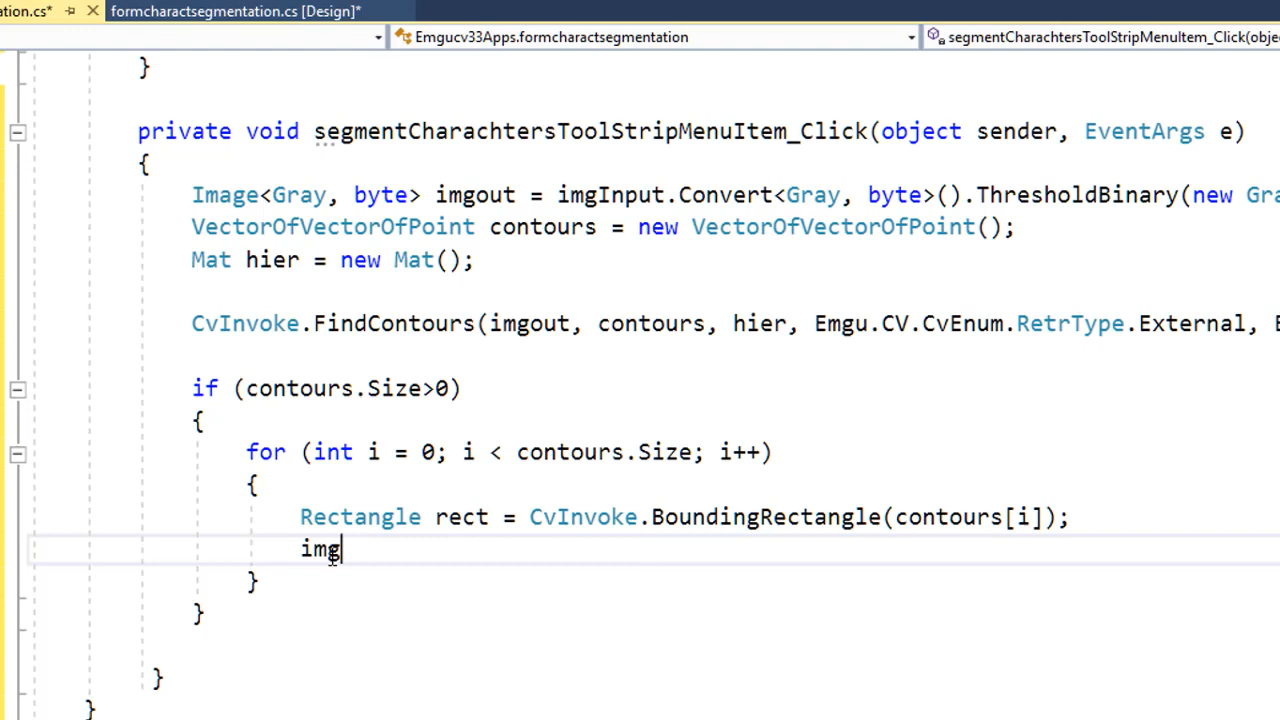 ation.cs* formcharactsegmentation.cs [Design]*
Emgucv33Apps.formcharactsegmentation segmentCharachtersToolStripMenuItem_Click(obje
}
private void segmentCharachtersToolStripMenuItem_Click(object sender, EventArgs e)
{
Image<Gray, byte> imgout = imgInput.Convert<Gray, byte>().ThresholdBinary(new Gra
VectorOfVectorOfPoint contours = new VectorOfVectorOfPoint();
Mat hier = new Mat();
CvInvoke.FindContours(imgout, contours, hier, Emgu.CV.CvEnum.RetrType.External, E
if (contours.Size>0)
{
for (int i = 0; i < contours.Size; i++)
{
Rectangle rect = CvInvoke.BoundingRectangle(contours[i]);
img
}
}
}
}